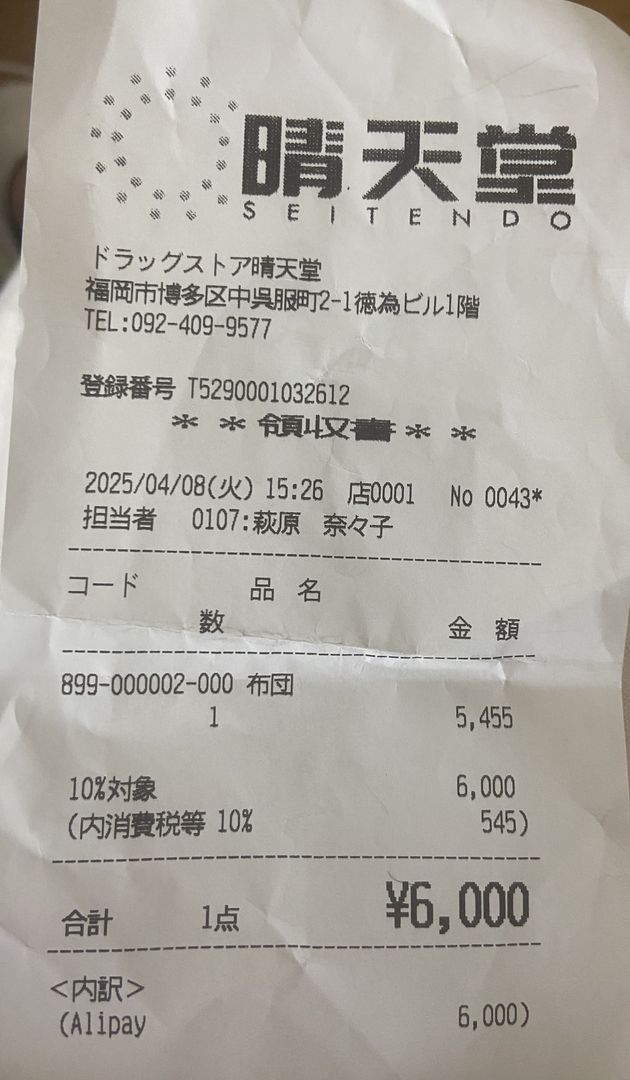 晴天堂
SEITENDO
ドラッグストア晴天堂
福岡市博多区中呉服町2-1徳為ビル1階
TEL:092-409-9577
登録番号 T5290001032612
＊ ＊ 領収書 ＊ ＊
2025/04/08(火) 15:26 店0001 No 0043*
担当者 0107:萩原 奈々子
コード 品 名
数 金 額
899-000002-000 布団
1 5,455
10%対象 6,000
(内消費税等 10% 545)
合計 1点 ¥6,000
<内訳>
(Alipay 6,000)